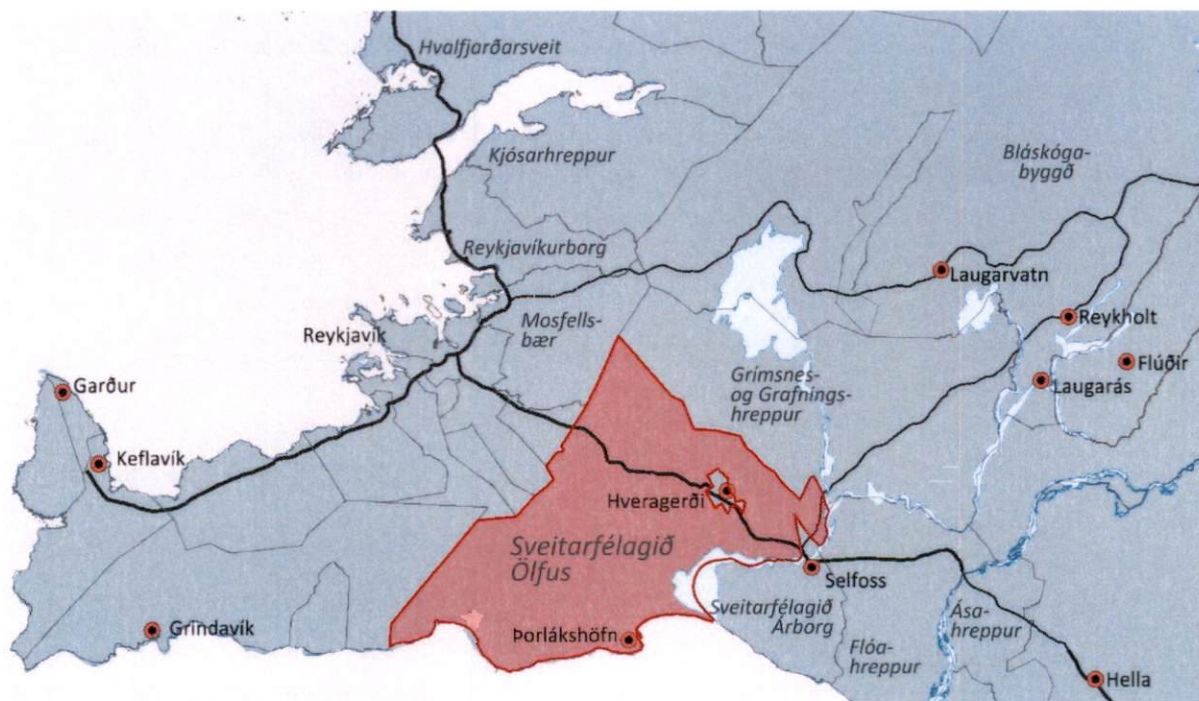 Hvalfjarðarsveit
Kjósarhreppur
Bláskóga-
byggð
Reykjavíkurborg
Laugarvatn
Mosfells-
bær
Reykjavík
Reykholt
Flúðir
Laugarás
Grímsnes-
og Grafnings-
hreppur
Garður
Keflavík
Hveragerði
Sveitarfélagið
Ölfus
Selfoss
Sveitarfélagið
Árborg
Ása-
hreppur
Flóa-
hreppur
Grindavík
Þorlákshöfn
Hella